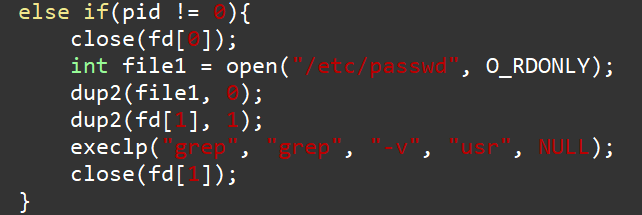 else if(pid != 0){
close(fd[0]);
int file1 = open("/etc/passwd", O_RDONLY);
dup2(file1, 0);
dup2(fd[1], 1);
execlp("grep", "grep", "-v", "usr", NULL);
close(fd[1]);
}